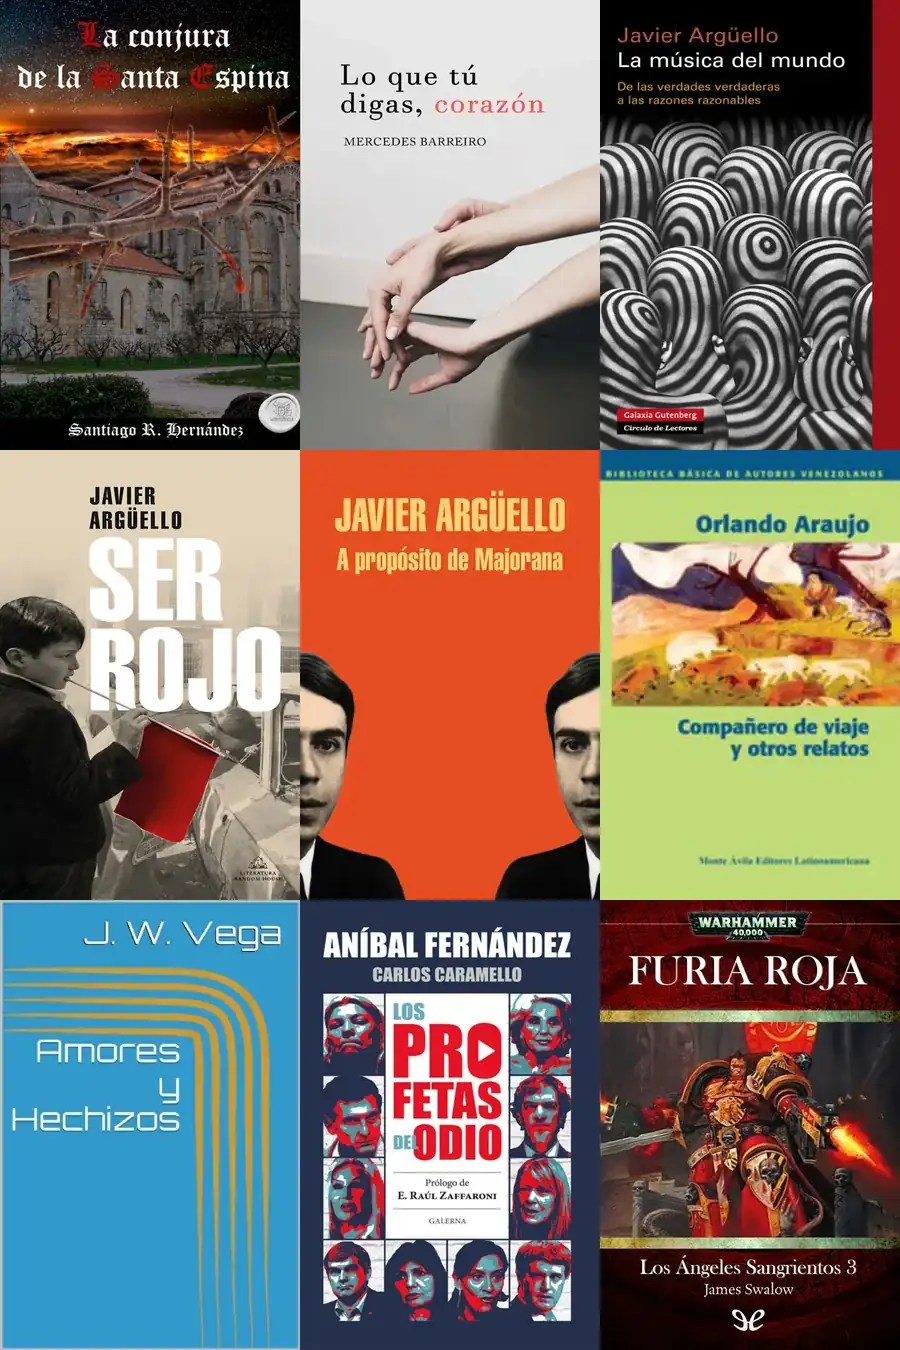 La conjura
de la Santa Espina
Santiago R. Hernández
Lo que tú
digas, corazón
MERCEDES BARREIRO
Javier Argüello
La música del mundo
De las verdades verdaderas
a las razones razonables
Galaxia Gutenberg
Círculo de Lectores
JAVIER
ARGÜELLO
SER
ROJO
LITERATURA
RANDOM HOUSE
JAVIER ARGÜELLO
A propósito de Majorana
BIBLIOTECA BÁSICA DE AUTORES VENEZOLANOS
Orlando Araujo
Compañero de viaje
y otros relatos
Monte Ávila Editores Latinoamericana
J. W. Vega
Amores
y
Hechizos
ANÍBAL FERNÁNDEZ
CARLOS CARAMELLO
LOS
PRO
FETAS
DEL ODIO
Prólogo de
E. RAÚL ZAFFARONI
GALERNA
WARHAMMER
40,000
FURIA ROJA
Los Ángeles Sangrientos 3
James Swalow